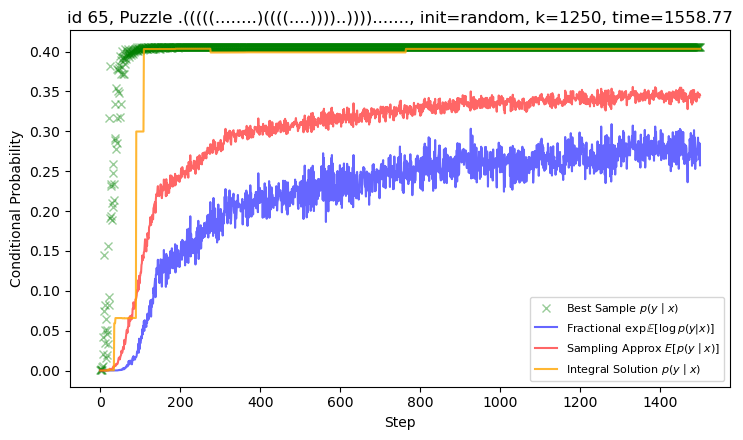 id 65, Puzzle .(((((........)((((....))))..))))......., init=random, k=1250, time=1558.77
Conditional Probability
0.40
0.35
0.30
0.25
0.20
0.15
0.10
0.05
0.00
Best Sample p(y | x)
Fractional exp 𝔼[log p(y|x)]
Sampling Approx E[p(y | x)]
Integral Solution p(y | x)
0
200
400
600
800
1000
1200
1400
Step